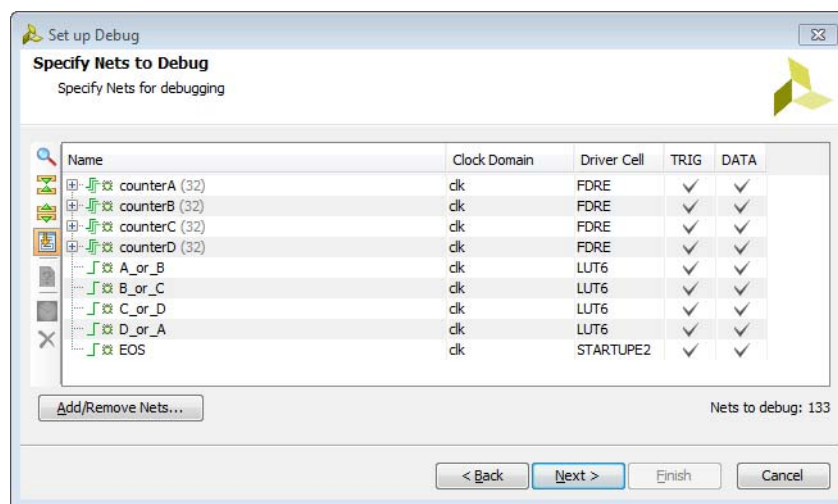 Set up Debug
Specify Nets to Debug
Specify Nets for debugging
Name Clock Domain Driver Cell TRIG DATA
counterA (32) clk FDRE
counterB (32) clk FDRE
counterC (32) clk FDRE
counterD (32) clk FDRE
A_or_B clk LUT6
B_or_C clk LUT6
C_or_D clk LUT6
D_or_A clk LUT6
EOS clk STARTUPE2
Add/Remove Nets... Nets to debug: 133
< Back Next > Finish Cancel